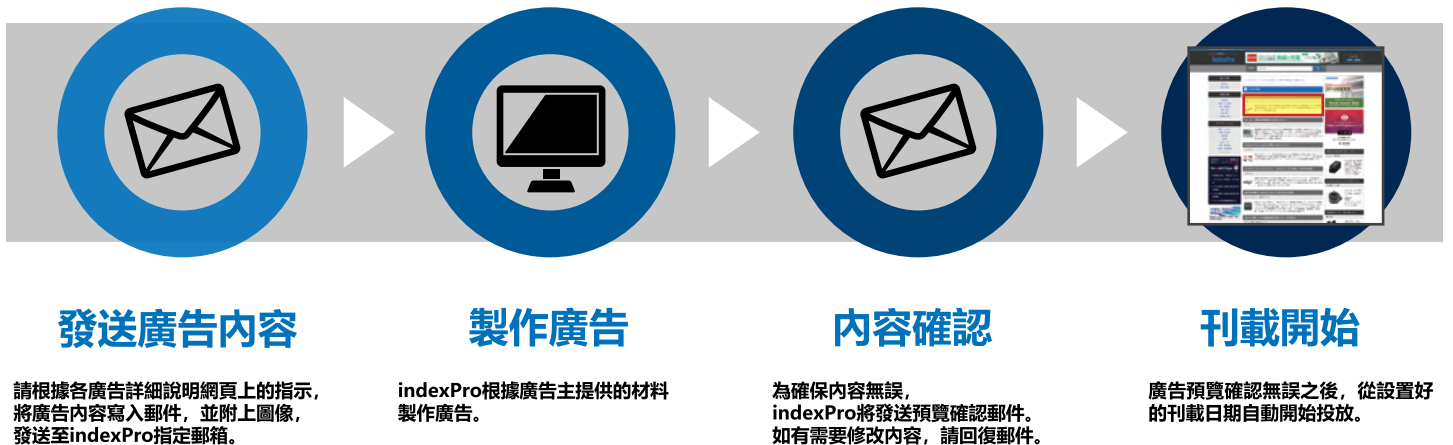 發送廣告內容
請根據各廣告詳細說明網頁上的指示，
將廣告內容寫入郵件，並附上圖像，
發送至indexPro指定郵箱。
製作廣告
indexPro根據廣告主提供的材料
製作廣告。
內容確認
為確保內容無誤，
indexPro將發送預覽確認郵件。
如有需要修改內容，請回復郵件。
刊載開始
indexPro
廣告預覽確認無誤之後，從設置好
的刊載日期自動開始投放。